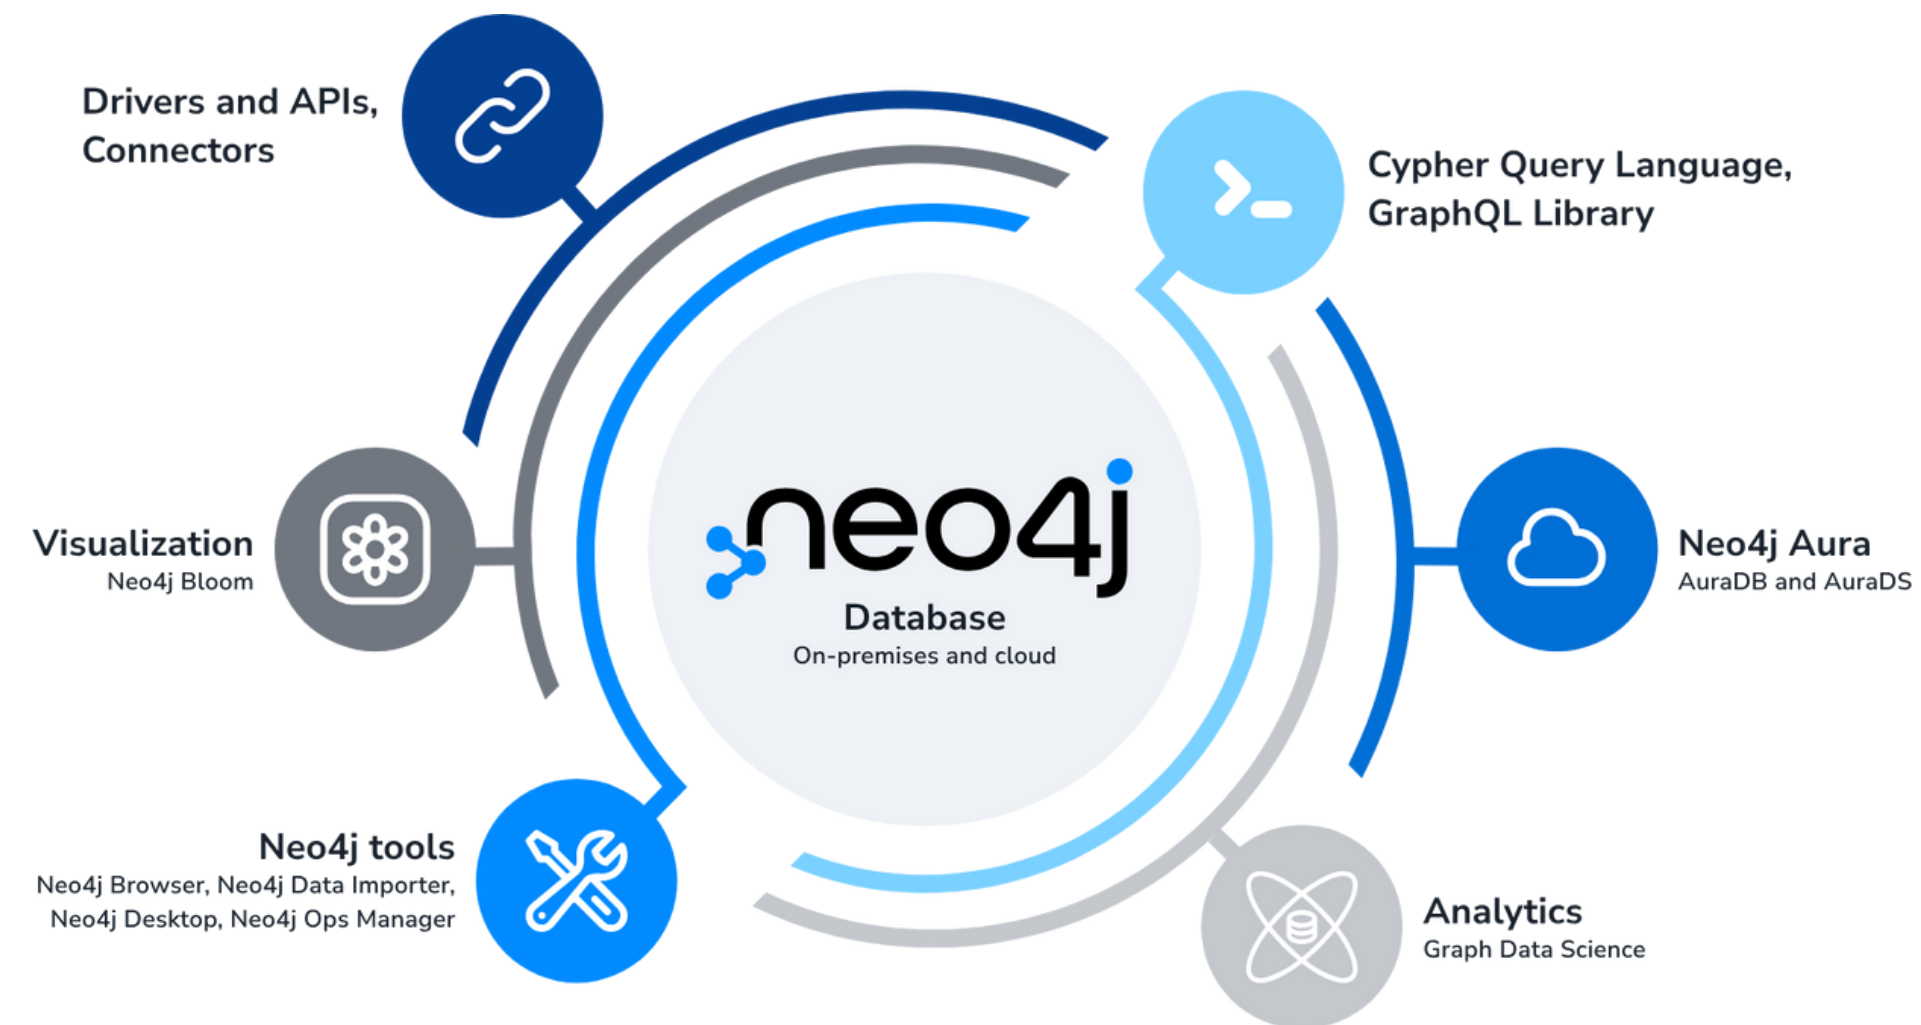 Drivers and APIs,
Connectors
Cypher Query Language,
GraphQL Library
Visualization
Neo4j Bloom
neo4j
Database
On-premises and cloud
Neo4j Aura
AuraDB and AuraDS
Neo4j tools
Neo4j Browser, Neo4j Data Importer,
Neo4j Desktop, Neo4j Ops Manager
Analytics
Graph Data Science